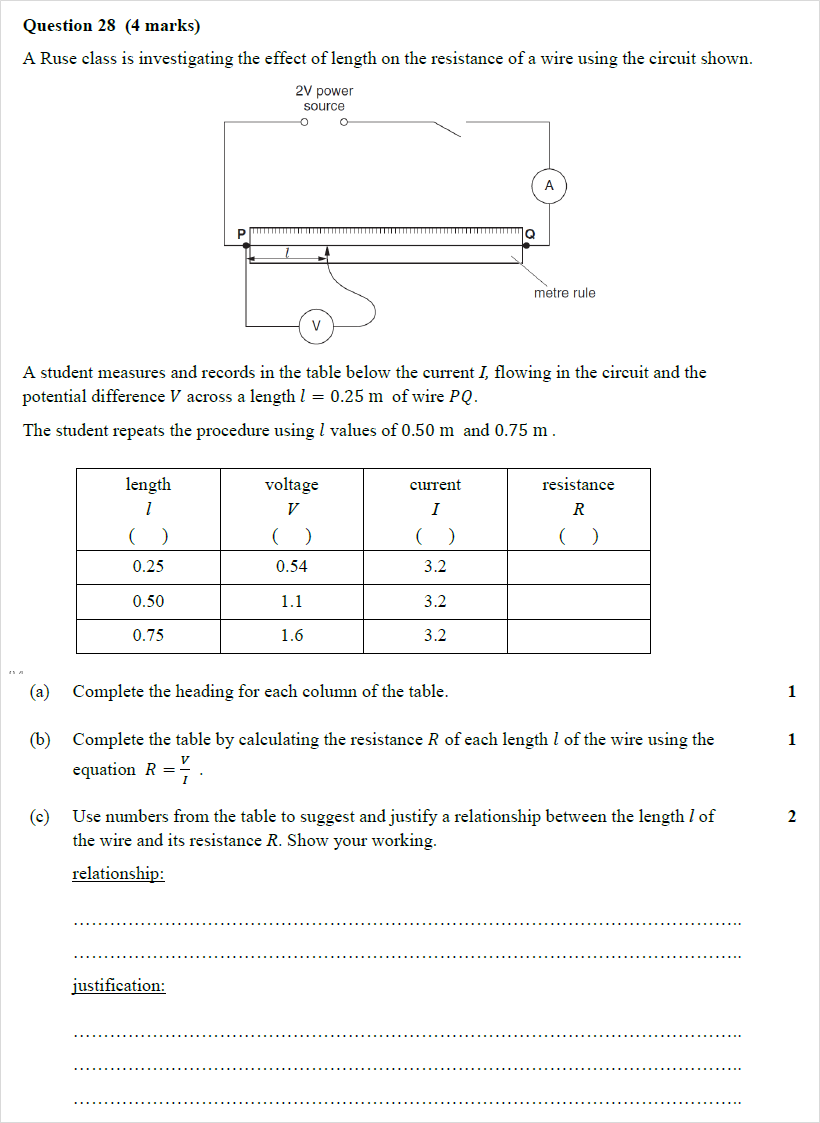 Question 28 (4 marks)
A Ruse class is investigating the effect of length on the resistance of a wire using the circuit shown.
2V power
source
A
P
Q
l
metre rule
V
A student measures and records in the table below the current I, flowing in the circuit and the
potential difference V across a length l = 0.25 m of wire PQ.
The student repeats the procedure using l values of 0.50 m and 0.75 m .
length voltage current resistance
l V I R
( ) ( ) ( ) ( )
0.25 0.54 3.2
0.50 1.1 3.2
0.75 1.6 3.2
(a) Complete the heading for each column of the table. 1
(b) Complete the table by calculating the resistance R of each length l of the wire using the 1
equation R = V/I .
(c) Use numbers from the table to suggest and justify a relationship between the length l of 2
the wire and its resistance R. Show your working.
relationship:
justification: